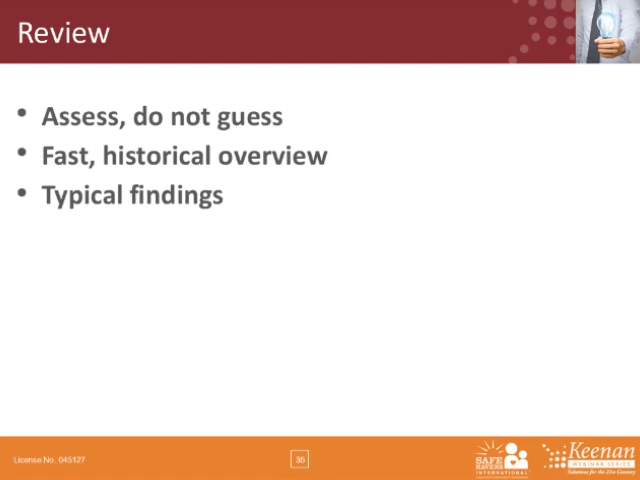 Review
• Assess, do not guess
• Fast, historical overview
• Typical findings
License No. 045127
35
SAFE
HAVENS
INTERNATIONAL
Keenan
WEBINAR SERIES
Solutions for the 21st Century